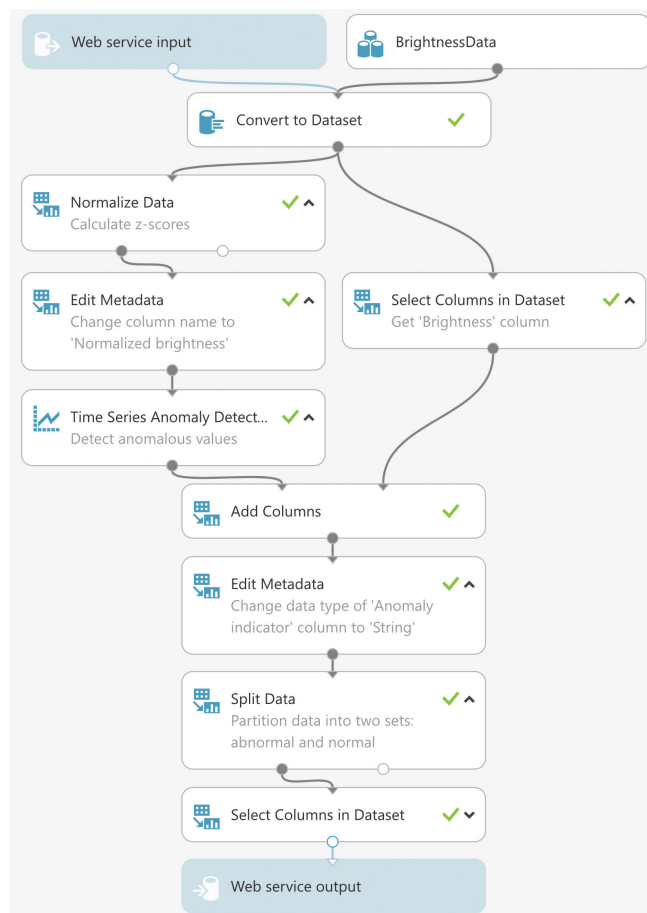 Web service input
BrightnessData
Convert to Dataset
Normalize Data
Calculate z-scores
Edit Metadata
Change column name to
'Normalized brightness'
Select Columns in Dataset
Get 'Brightness' column
Time Series Anomaly Detect...
Detect anomalous values
Add Columns
Edit Metadata
Change data type of 'Anomaly
indicator' column to 'String'
Split Data
Partition data into two sets:
abnormal and normal
Select Columns in Dataset
Web service output